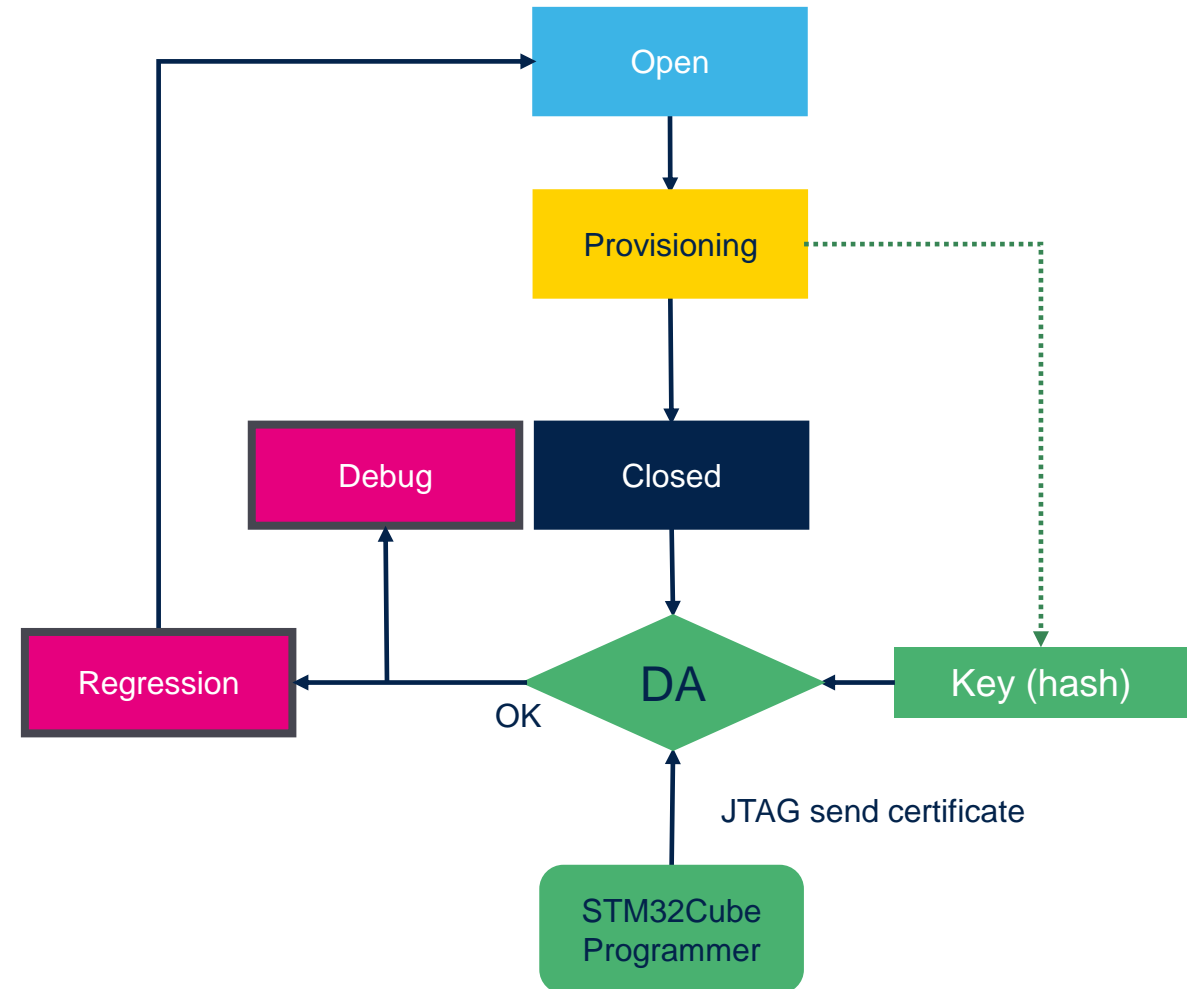 Open
Provisioning
Debug
Closed
Regression
DA
Key (hash)
OK
JTAG send certificate
STM32Cube
Programmer